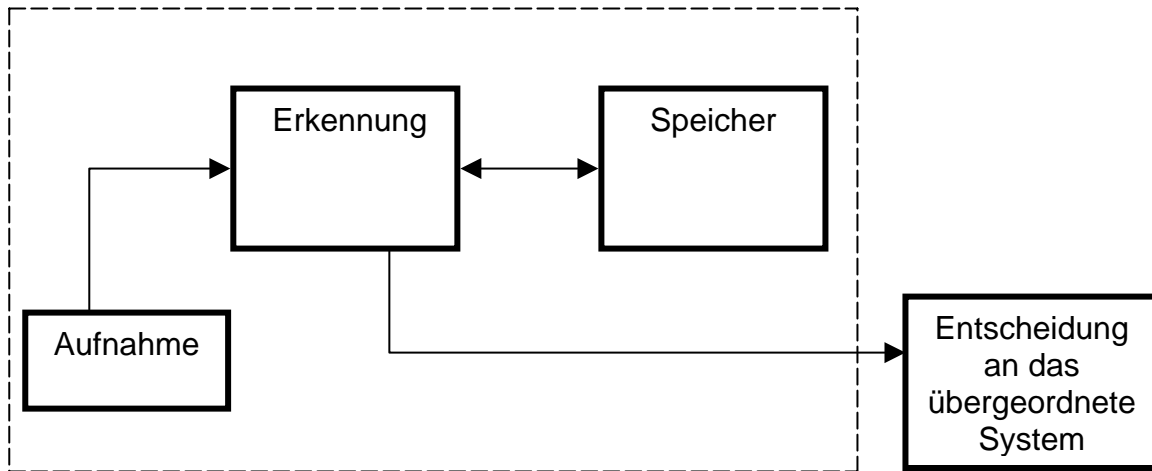 Erkennung
Speicher
Aufnahme
Entscheidung
an das
übergeordnete
System